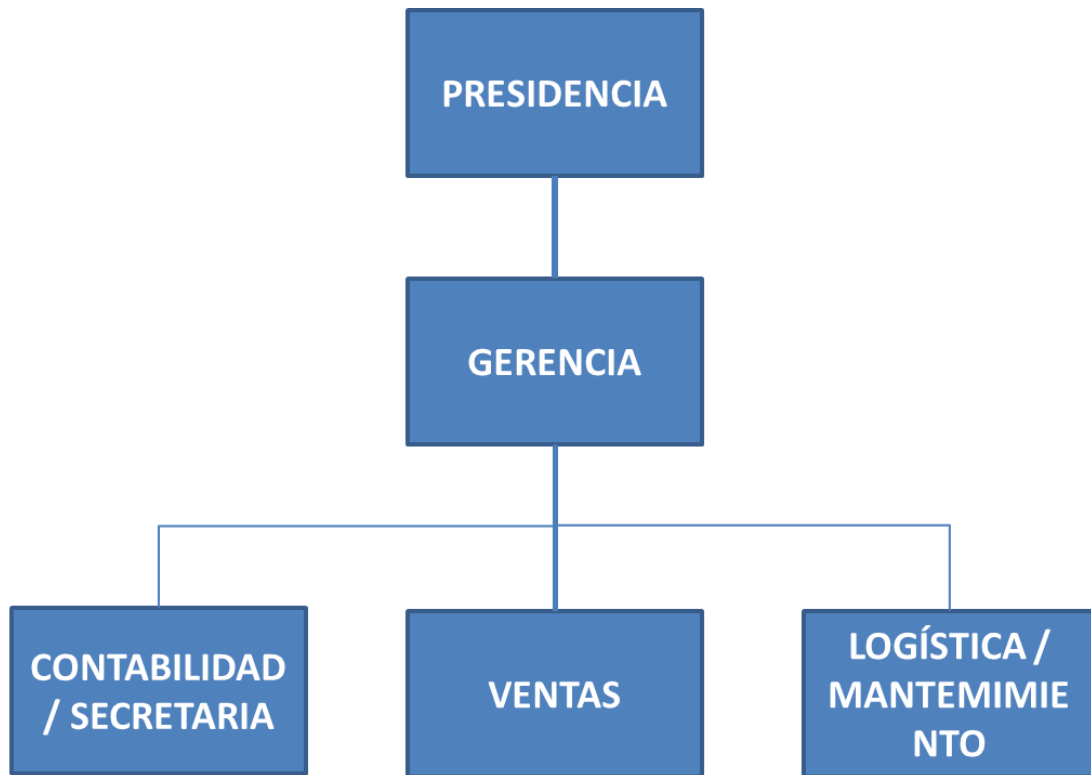 PRESIDENCIA
GERENCIA
CONTABILIDAD
/ SECRETARIA
VENTAS
LOGÍSTICA /
MANTEMIMIE
NTO